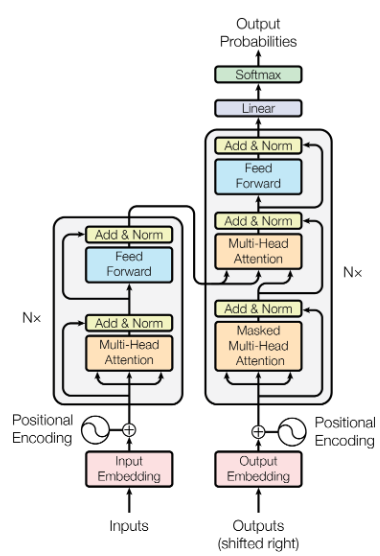 Output
Probabilities
Softmax
Linear
Add & Norm
Feed
Forward
Add & Norm
Multi-Head
Attention
Add & Norm
Masked
Multi-Head
Attention
N×
Positional
Encoding
Output
Embedding
Outputs
(shifted right)
Add & Norm
Feed
Forward
Add & Norm
Multi-Head
Attention
N×
Positional
Encoding
Input
Embedding
Inputs